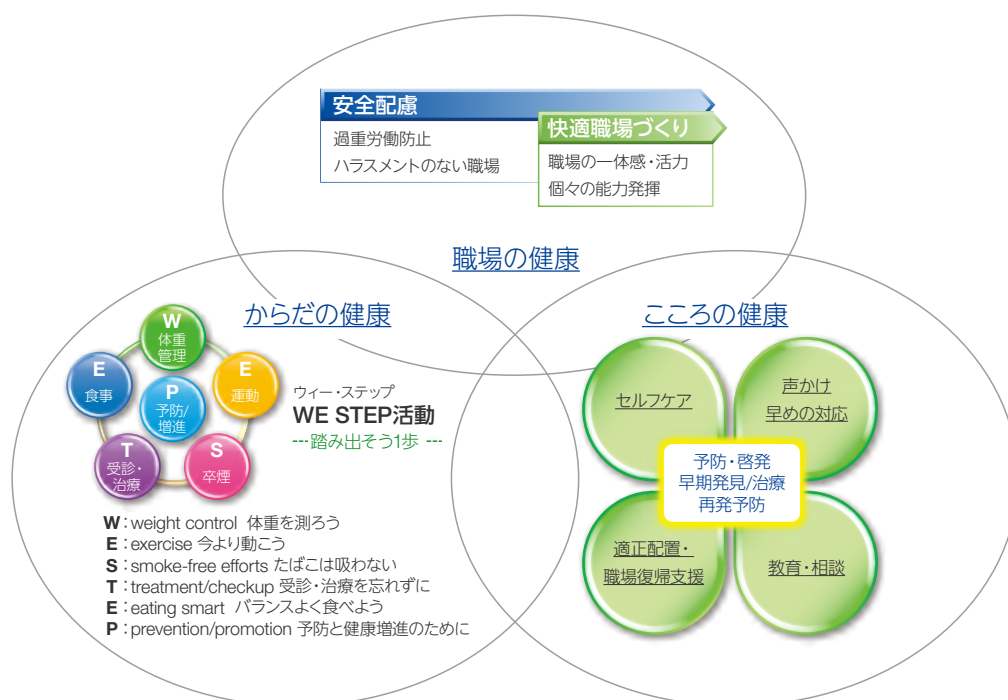 安全配慮
過重労働防止
ハラスメントのない職場
快適職場づくり
職場の一体感・活力
個々の能力発揮
職場の健康
からだの健康
W
体重
管理
E
食事
E
運動
P
予防/
増進
T
受診・
治療
S
卒煙
ウィー・ステップ
WE STEP活動
---踏み出そう1歩 ---
W:weight control 体重を測ろう
E:exercise 今より動こう
S:smoke-free efforts たばこは吸わない
T:treatment/checkup 受診・治療を忘れずに
E:eating smart バランスよく食べよう
P:prevention/promotion 予防と健康増進のために
こころの健康
セルフケア
声かけ
早めの対応
予防・啓発
早期発見/治療
再発予防
適正配置・
職場復帰支援
教育・相談